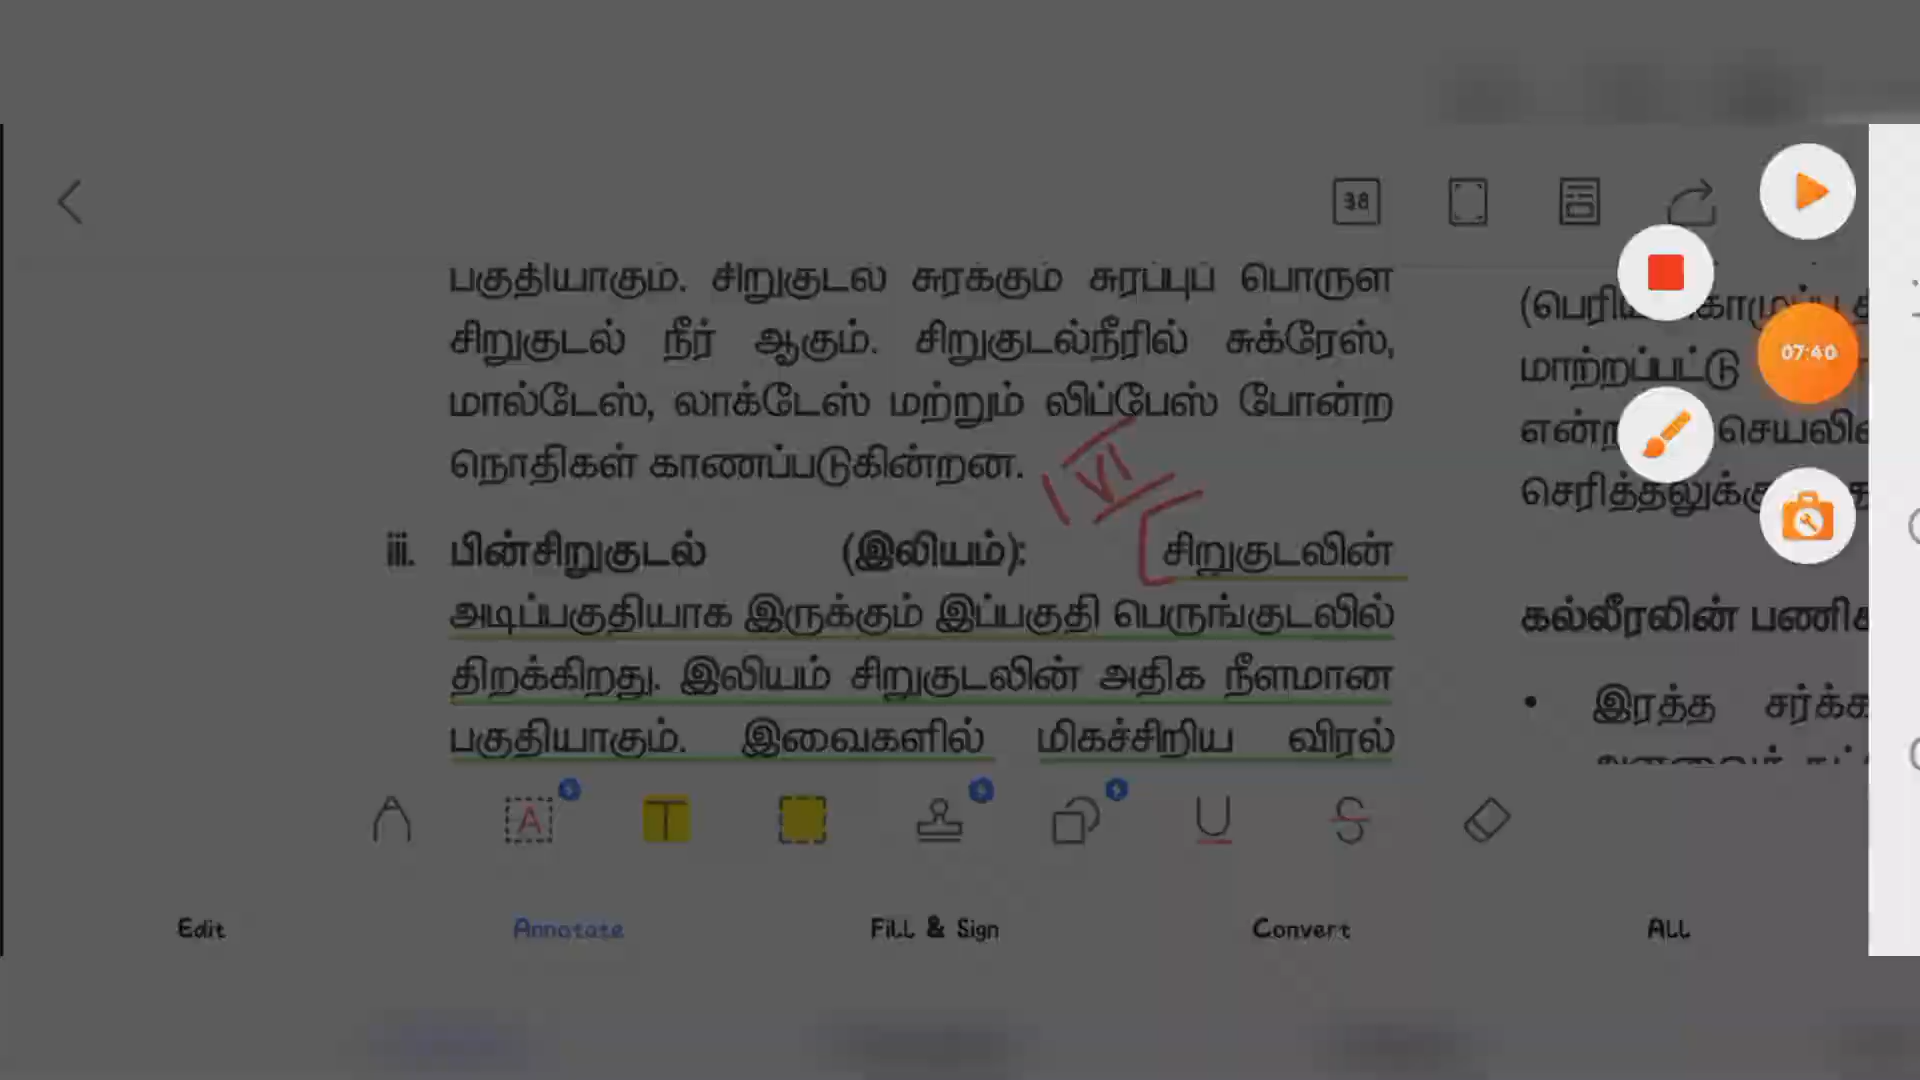 38
பகுதியாகும். சிறுகுடல் சுரக்கும் சுரப்புப் பொருள்
சிறுகுடல் நீர் ஆகும். சிறுகுடல்நீரில் சுக்ரேஸ்,
மால்டேஸ், லாக்டேஸ் மற்றும் லிப்பேஸ் போன்ற
நொதிகள் காணப்படுகின்றன.
VI
iii. பின்சிறுகுடல் (இலியம்): சிறுகுடலின்
அடிப்பகுதியாக இருக்கும் இப்பகுதி பெருங்குடலில்
திறக்கிறது. இலியம் சிறுகுடலின் அதிக நீளமான
பகுதியாகும். இவைகளில் மிகச்சிறிய விரல்
மாற்றப்பட்டு
கல்லீரலின்
• இரத்த
07:40
A T U S
Edit Annotate Fill & Sign Convert All